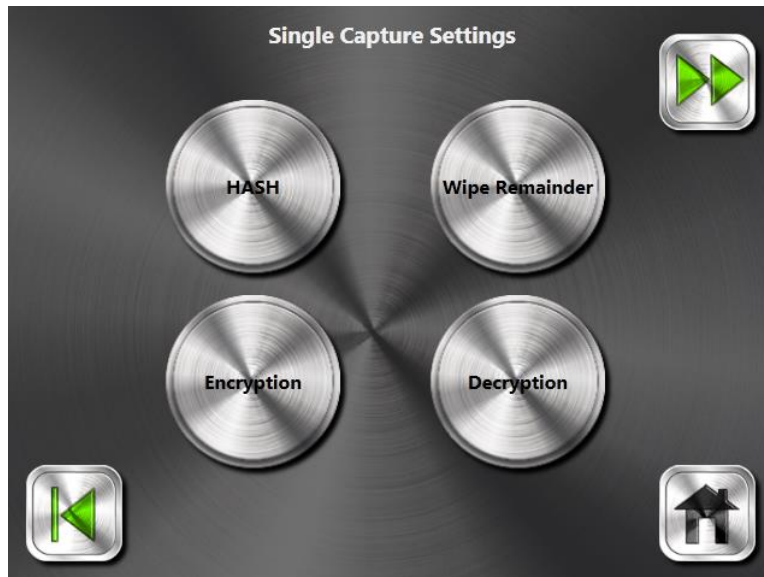 Single Capture Settings
HASH
Wipe Remainder
Encryption
Decryption